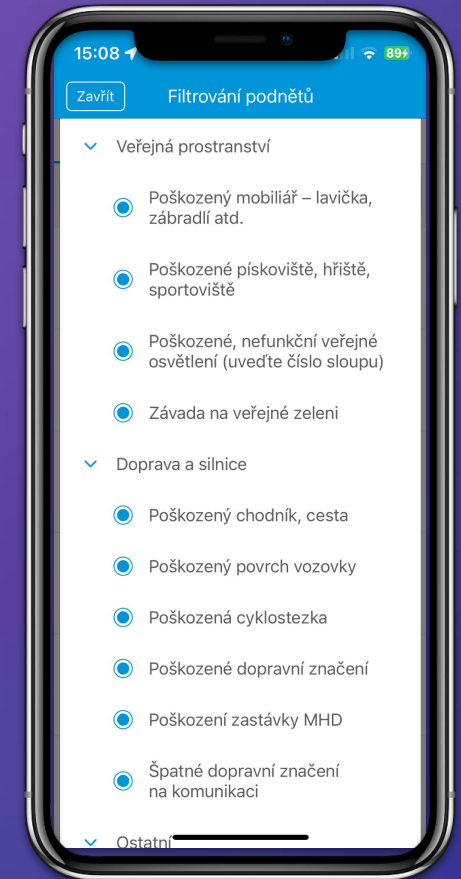 15:08
89
Zavřít
Filtrování podnětů
Veřejná prostranství
Poškozený mobiliář – lavička,
zábradlí atd.
Poškozené pískoviště, hřiště,
sportoviště
Poškozené, nefunkční veřejné
osvětlení (uveďte číslo sloupu)
Závada na veřejné zeleni
Doprava a silnice
Poškozený chodník, cesta
Poškozený povrch vozovky
Poškozená cyklostezka
Poškozené dopravní značení
Poškození zastávky MHD
Špatné dopravní značení
na komunikaci
Ostatní